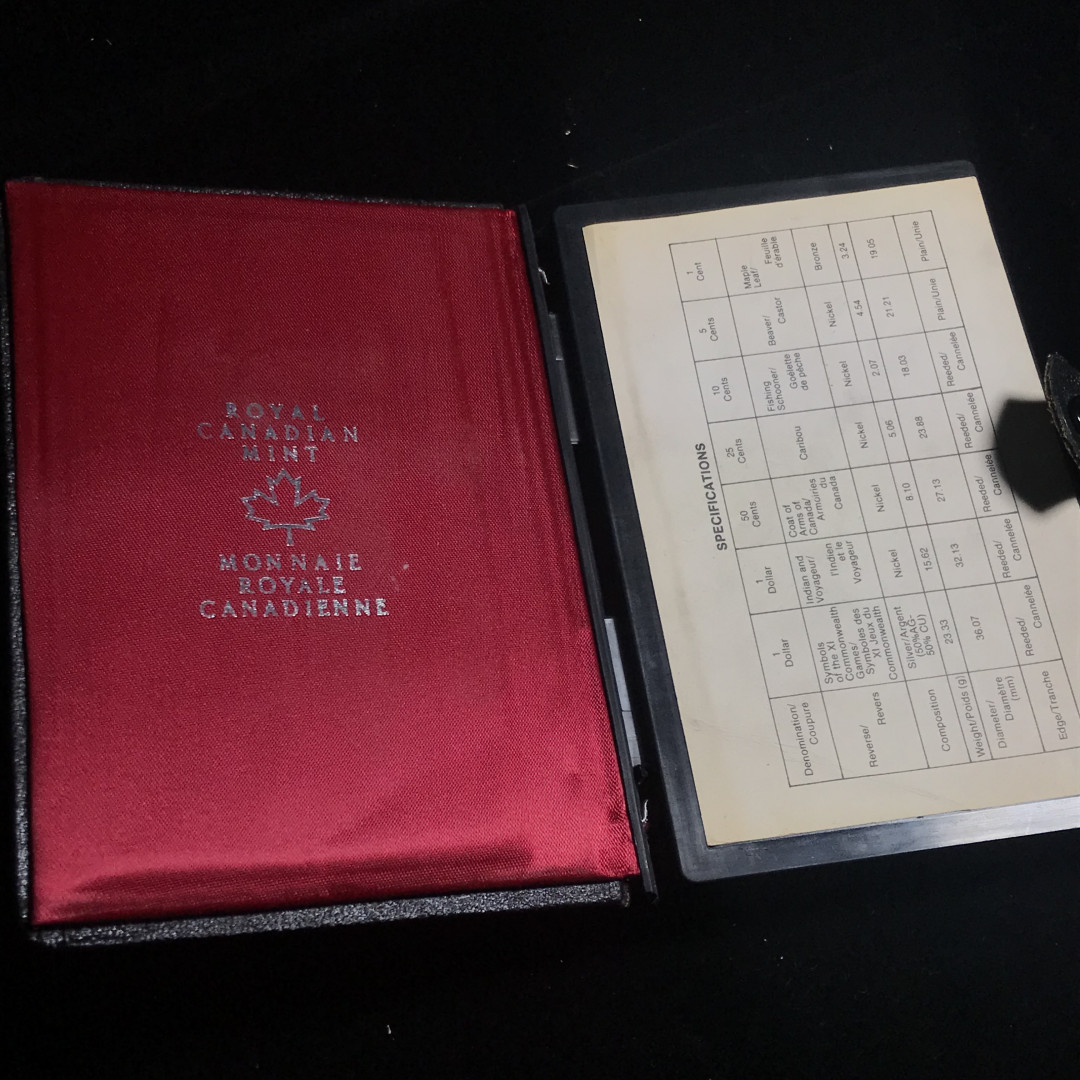 ROYAL
CANADIAN
MINT
MONNAIE
ROYALE
CANADIENNE
SPECIFICATIONS
Denomination/
Coupure
1
Dollar
1
Dollar
50
Cents
25
Cents
10
Cents
5
Cents
1
Cent
Reverse/
Revers
Symbols
of the XI
Commonwealth
Games/
Symboles des
XI Jeux du
Commonwealth
Indian and
Voyageur/
l'Indien
et le
Voyageur
Coat of
Arms of
Canada/
Armoiries
du
Canada
Caribou
Fishing
Schooner/
Goélette
de pêche
Beaver/
Castor
Maple
Leaf/
Feuille
d'érable
Composition
Silver/Argent
(50%AG-
50% CU)
Nickel
Nickel
Nickel
Nickel
Nickel
Bronze
Weight/Poids (g)
23.33
15.62
8.10
5.06
2.07
4.54
3.24
Diameter/
Diamètre
(mm)
36.07
32.13
27.13
23.88
18.03
21.21
19.05
Edge/Tranche
Reeded/
Cannelée
Reeded/
Cannelée
Reeded/
Cannelée
Reeded/
Cannelée
Reeded/
Cannelée
Plain/Unie
Plain/Unie